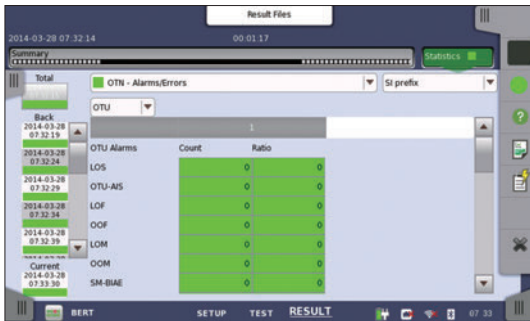 Result Files
2014-03-28 07:32:14 00:01:17
Summary
Statistics
Total
OTN - Alarms/Errors
SI prefix
OTU
Back
2014-03-28
07:32:19
2014-03-28
07:32:24
2014-03-28
07:32:29
2014-03-28
07:32:34
2014-03-28
07:32:39
Current
2014-03-28
07:33:30
1
OTU Alarms Count Ratio
LOS 0 0
OTU-AIS 0 0
LOF 0 0
OOF 0 0
LOM 0 0
OOM 0 0
SM-BIAE 0 0
BERT SETUP TEST RESULT 07 33